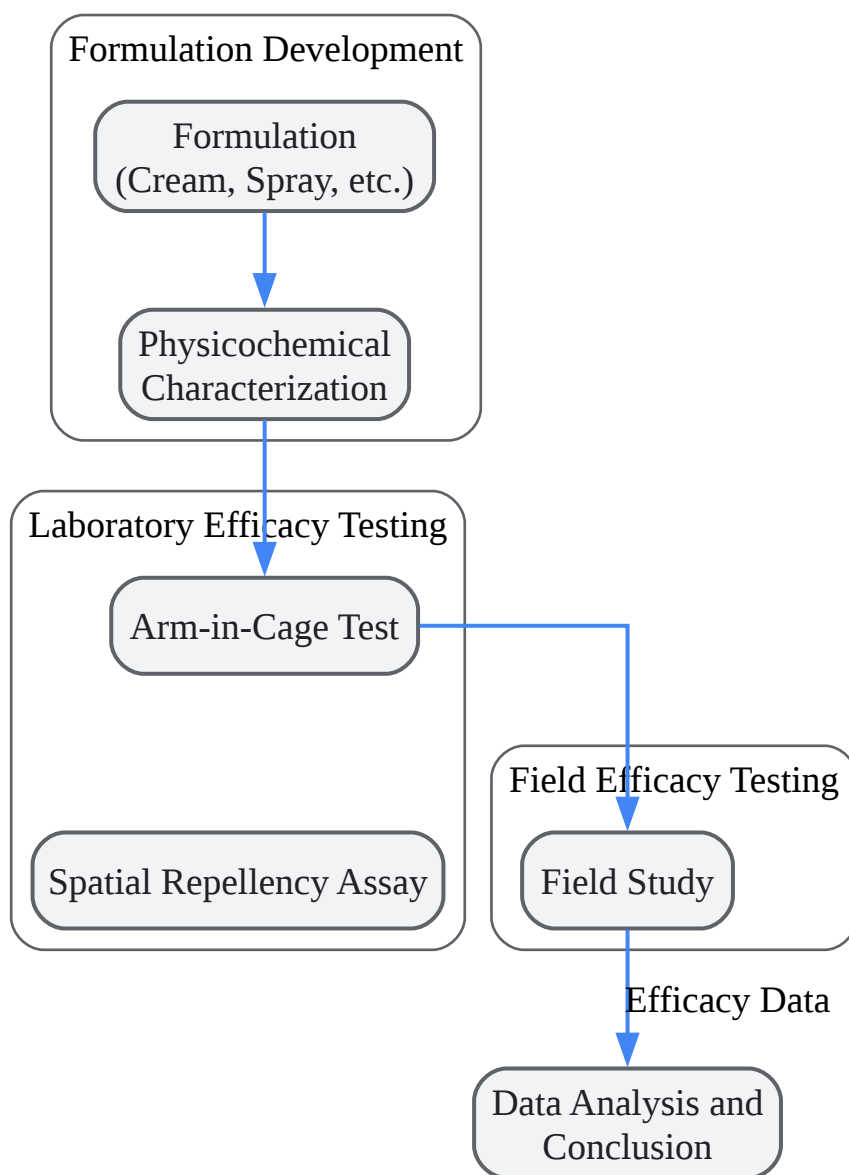 Formulation Development
Formulation
(Cream, Spray, etc.)
Physicochemical
Characterization
Laboratory Efficacy Testing
Arm-in-Cage Test
Spatial Repellency Assay
Field Efficacy Testing
Field Study
Efficacy Data
Data Analysis and
Conclusion